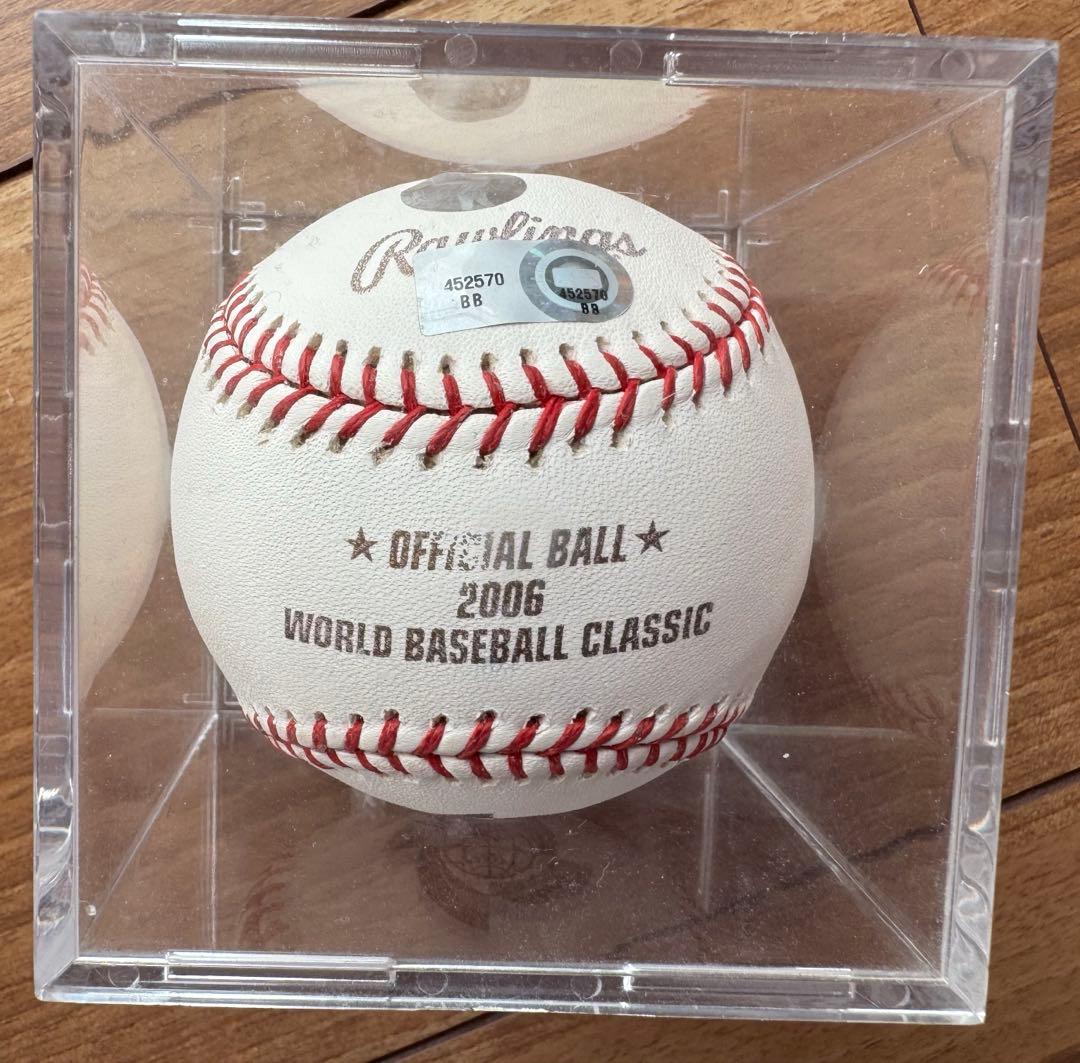 Rawlings
452570
BB
452570
BB
★ OFFICIAL BALL ★
2006
WORLD BASEBALL CLASSIC